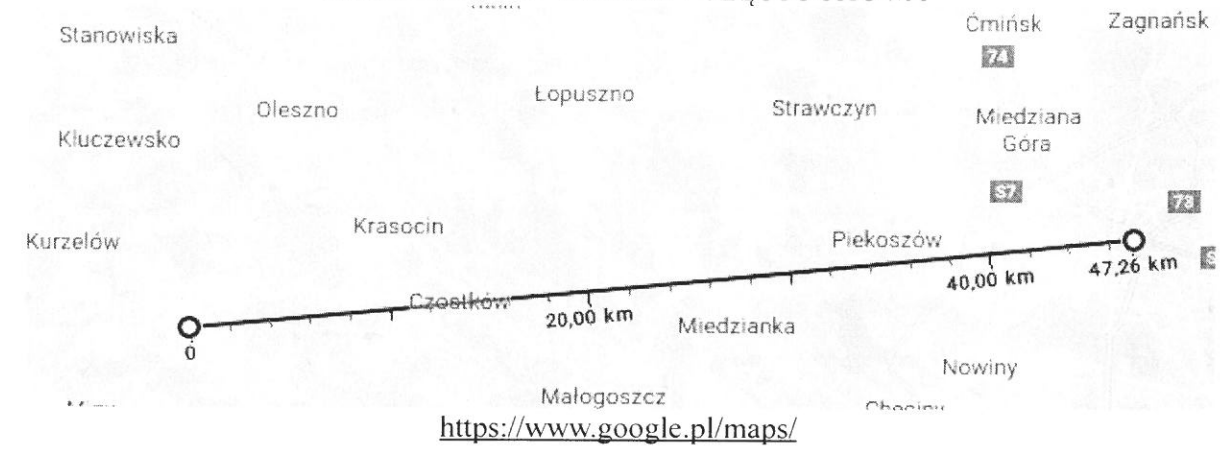 Ćmińsk
Zagnańsk
Stanowiska
74
Łopuszno
Oleszno
Strawczyn
Miedziana
Góra
Kluczewsko
S7
73
Krasocin
Kurzelów
Piekoszów
47,26 km
40,00 km
Czostków
20,00 km
Miedzianka
0
Nowiny
Małogoszcz
https://www.google.pl/maps/